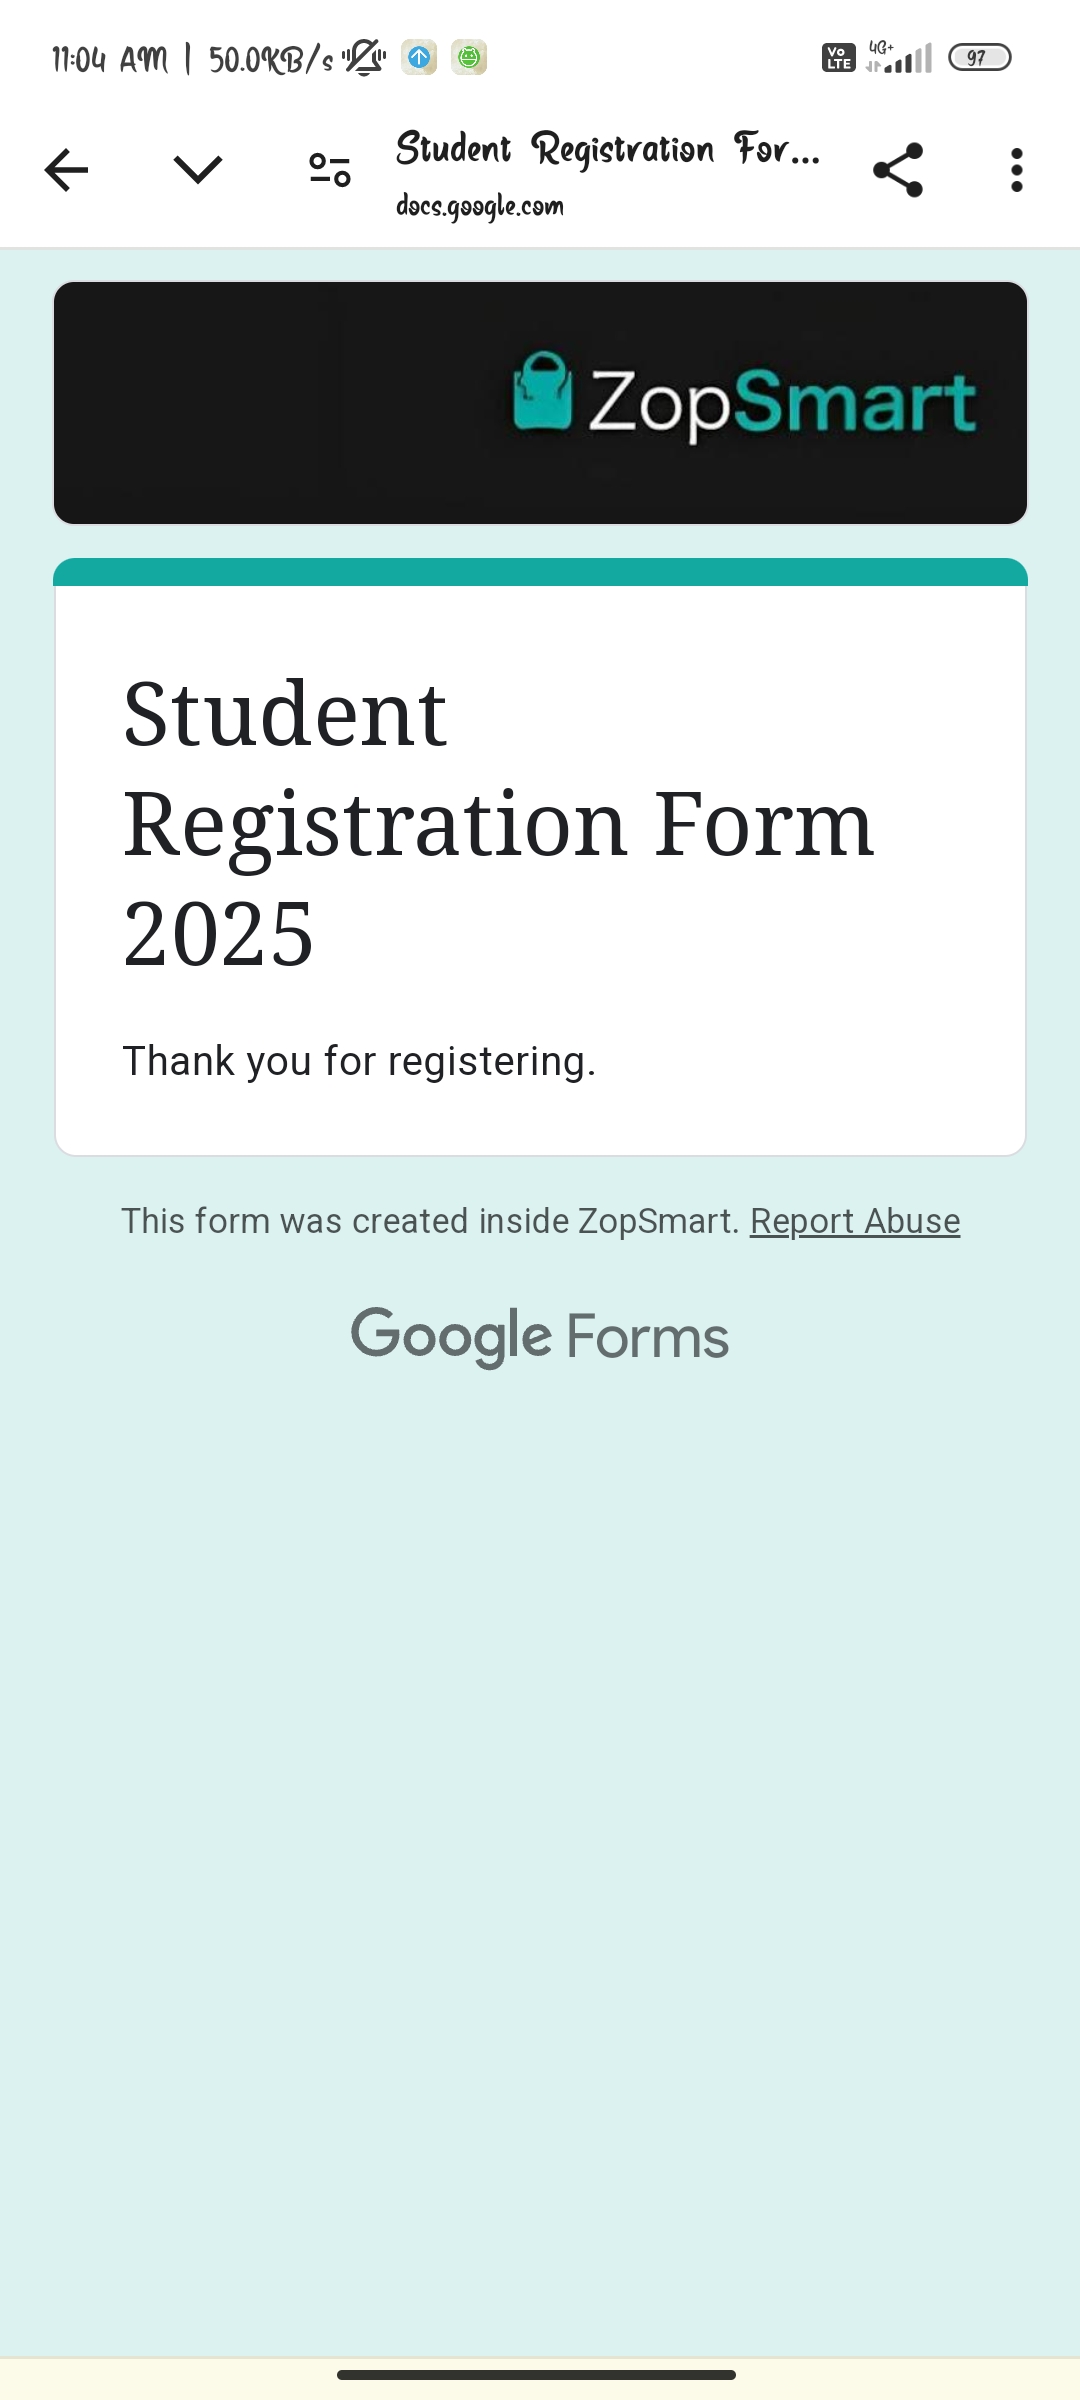 11:04 AM | 50.0KB/s
Vo LTE 4G+ 97
Student Registration For...
docs.google.com
ZopSmart
Student
Registration Form
2025
Thank you for registering.
This form was created inside ZopSmart. Report Abuse
Google Forms